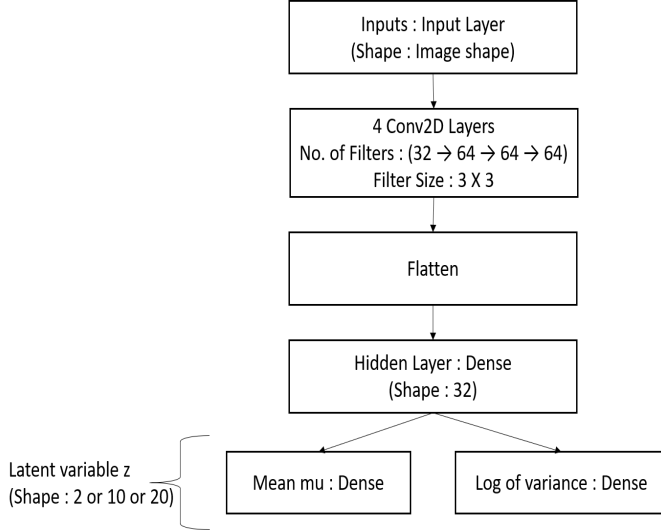 Inputs : Input Layer
(Shape : Image shape)
4 Conv2D Layers
No. of Filters : (32 → 64 → 64 → 64)
Filter Size : 3 X 3
Flatten
Hidden Layer : Dense
(Shape : 32)
Latent variable z
(Shape : 2 or 10 or 20)
Mean mu : Dense
Log of variance : Dense